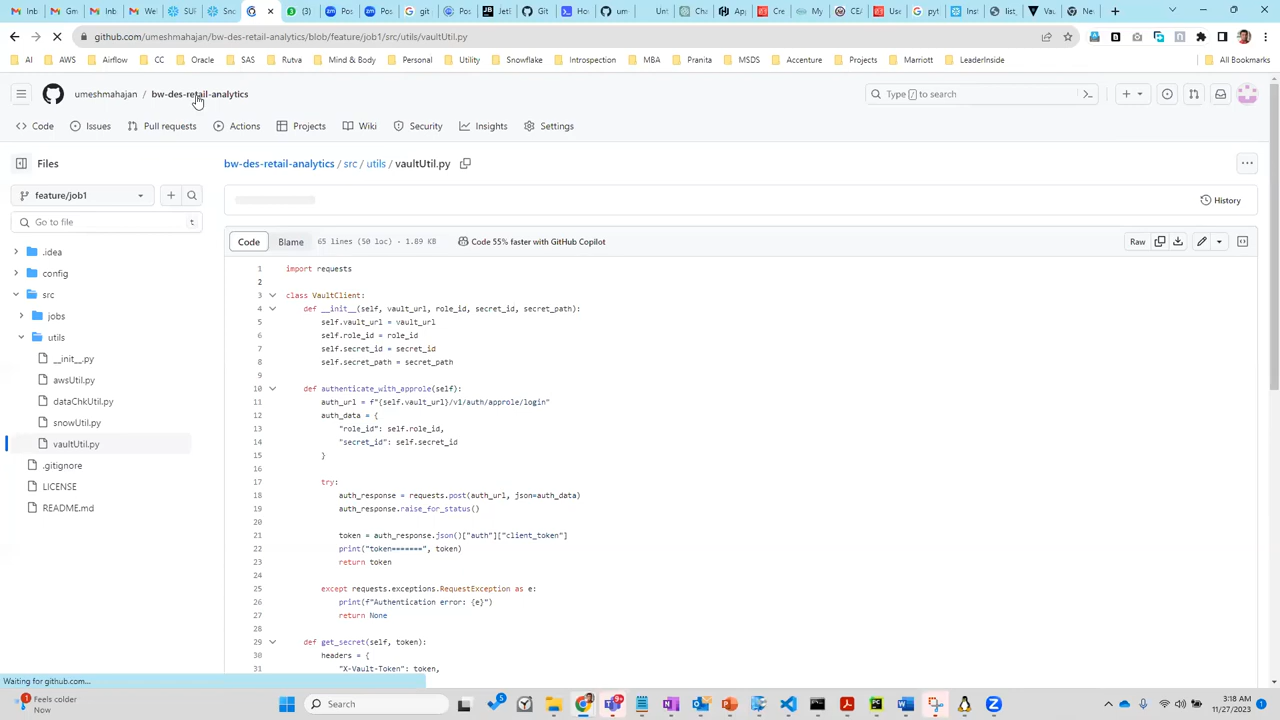 github.com/umeshmahajan/bw-des-retail-analytics/blob/feature/job1/src/utils/vaultUtil.py
AI AWS Airflow CC Oracle SAS Rutva Mind & Body Personal Utility Snowflake Introspection MBA Pranita MSDS Accenture Projects Marriott LeaderInside All Bookmarks
umeshmahajan / bw-des-retail-analytics
Type / to search
Code Issues Pull requests Actions Projects Wiki Security Insights Settings
Files
bw-des-retail-analytics / src / utils / vaultUtil.py
feature/job1
History
Go to file t
Code Blame 65 lines (50 loc) · 1.89 KB Code 55% faster with GitHub Copilot Raw
.idea
config
src
jobs
utils
__init__.py
awsUtil.py
dataChkUtil.py
snowUtil.py
vaultUtil.py
.gitignore
LICENSE
README.md
1 import requests
2
3 class VaultClient:
4 def __init__(self, vault_url, role_id, secret_id, secret_path):
5 self.vault_url = vault_url
6 self.role_id = role_id
7 self.secret_id = secret_id
8 self.secret_path = secret_path
9
10 def authenticate_with_approle(self):
11 auth_url = f"{self.vault_url}/v1/auth/approle/login"
12 auth_data = {
13 "role_id": self.role_id,
14 "secret_id": self.secret_id
15 }
16
17 try:
18 auth_response = requests.post(auth_url, json=auth_data)
19 auth_response.raise_for_status()
20
21 token = auth_response.json()["auth"]["client_token"]
22 print("token=======", token)
23 return token
24
25 except requests.exceptions.RequestException as e:
26 print(f"Authentication error: {e}")
27 return None
28
29 def get_secret(self, token):
30 headers = {
31 "X-Vault-Token": token,
Waiting for github.com...
Feels colder
Now
Search
3:18 AM
11/27/2023